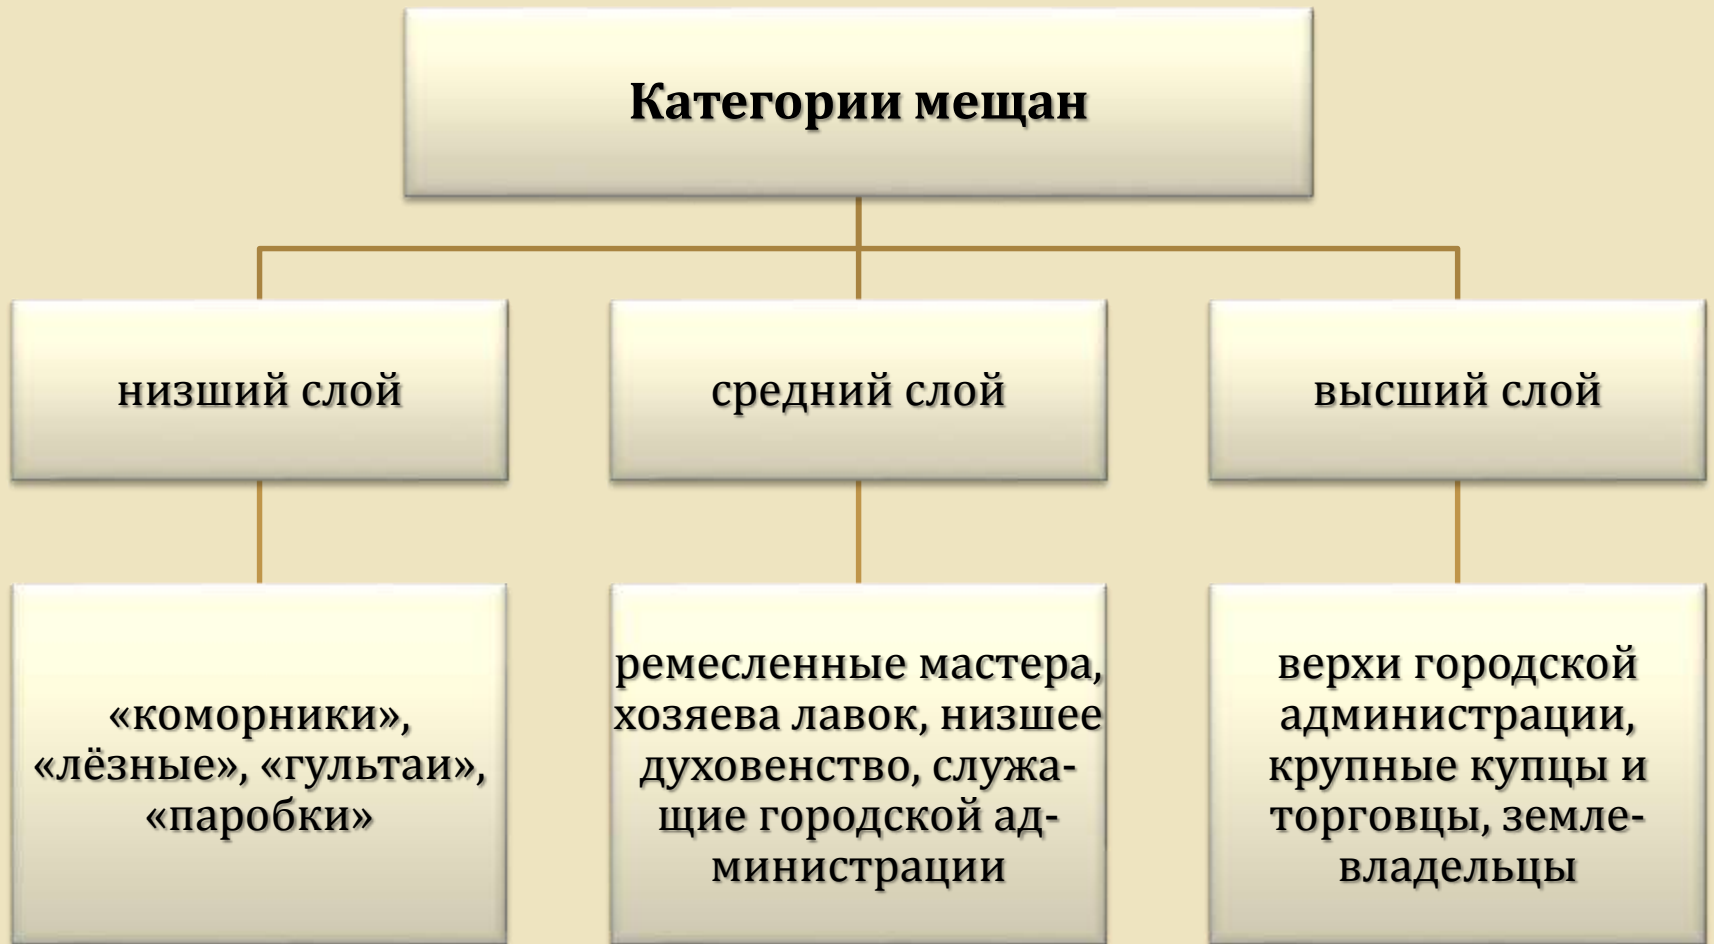 Категории мещан
низший слой
средний слой
высший слой
«коморники»,
«лёзные», «гультаи»,
«паробки»
ремесленные мастера,
хозяева лавок, низшее
духовенство, служа-
щие городской ад-
министрации
верхи городской
администрации,
крупные купцы и
торговцы, земле-
владельцы